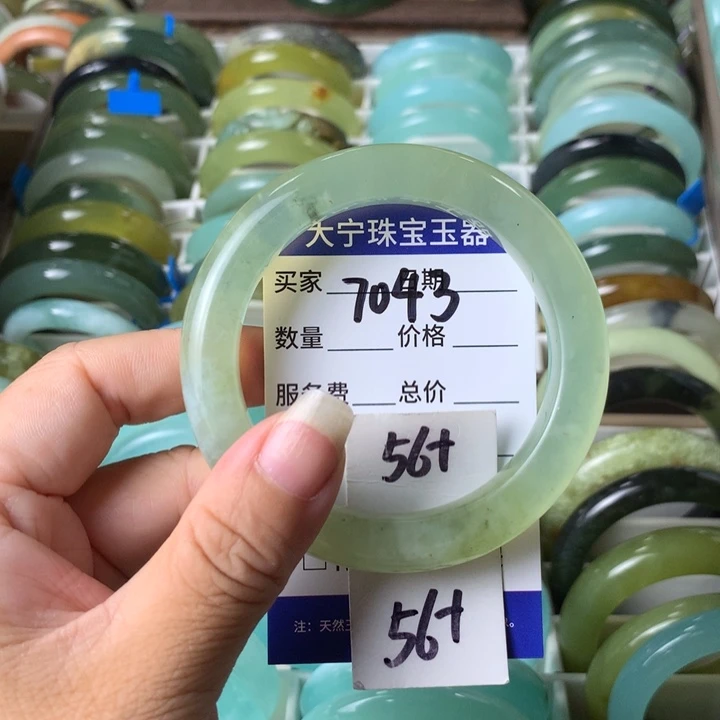 大宁珠宝玉器
买家 日期
7043
数量 价格
服务费 总价
56+
56+
注：天然